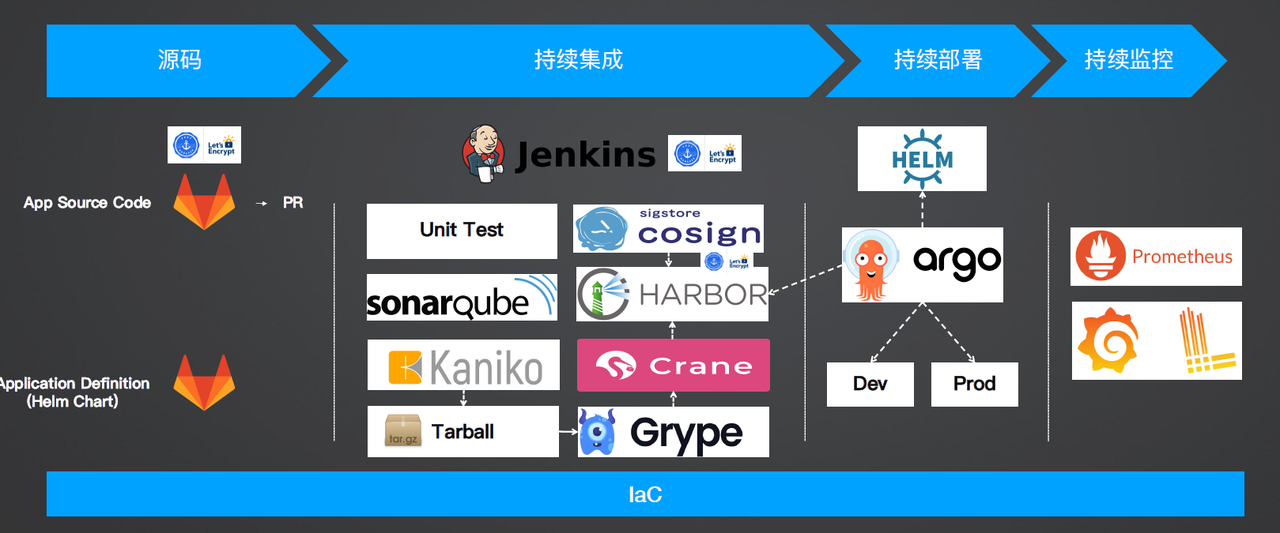 源码
持续集成
持续部署
持续监控
Let's Encrypt
App Source Code
PR
Application Definition
(Helm Chart)
Jenkins
Let's Encrypt
Unit Test
sigstore
cosign
Let's Encrypt
sonarqube
HARBOR
Kaniko
Crane
tar.gz
Tarball
Grype
HELM
argo
Dev
Prod
Prometheus
IaC